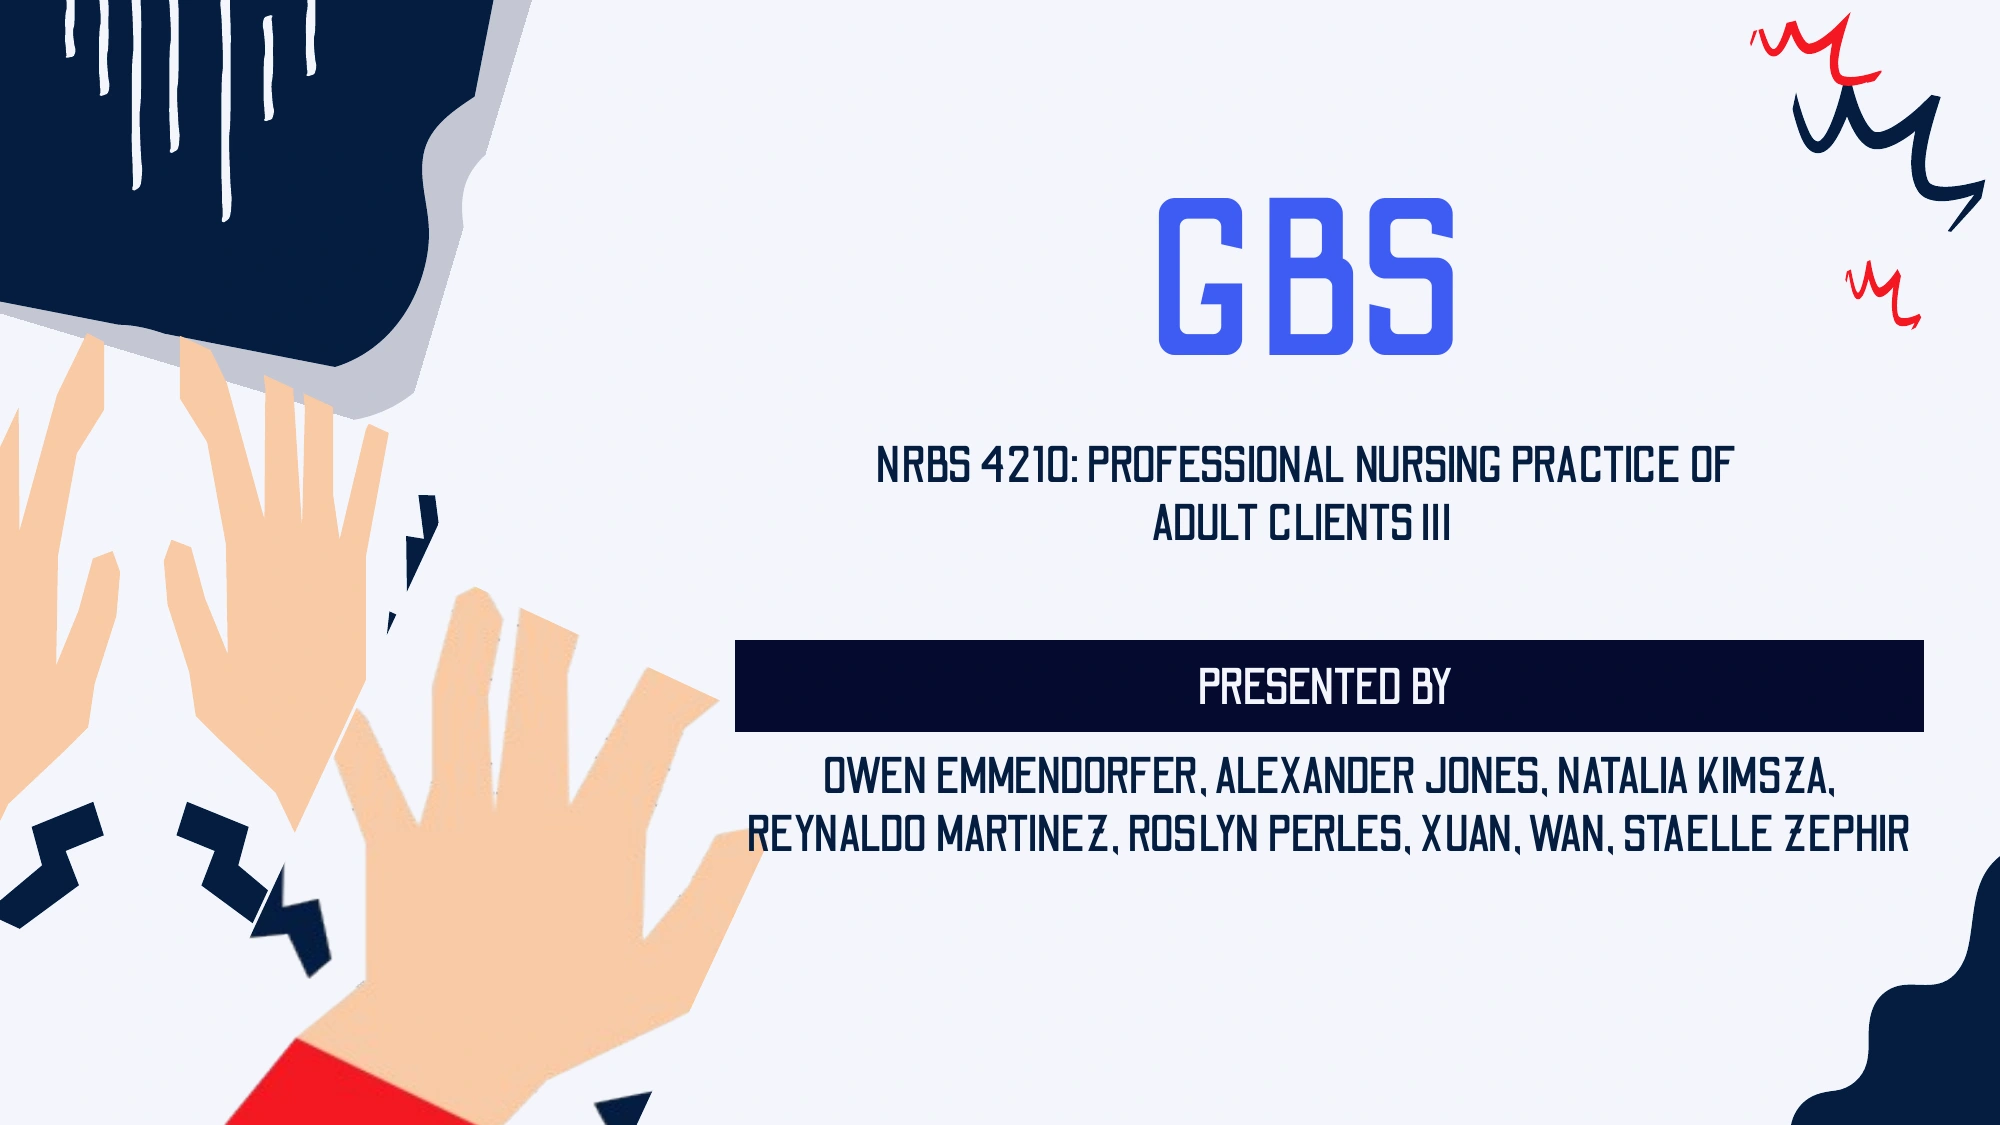 GBS
NRBS 4210: PROFESSIONAL NURSING PRACTICE OF
ADULT CLIENTS III
PRESENTED BY
OWEN EMMENDORFER, ALEXANDER JONES, NATALIA KIMSZA,
REYNALDO MARTINEZ, ROSLYN PERLES, XUAN, WAN, STAELLE ZEPHIR